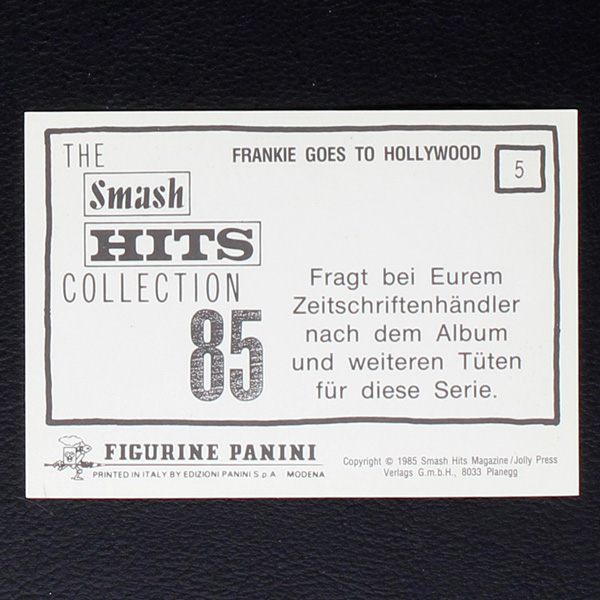 THE
Smash
HITS
COLLECTION
85
FRANKIE GOES TO HOLLYWOOD
5
Fragt bei Eurem
Zeitschriftenhändler
nach dem Album
und weiteren Tüten
für diese Serie.
FIGURINE PANINI
PRINTED IN ITALY BY EDIZIONI PANINI S.p.A. MODENA
Copyright © 1985 Smash Hits Magazine/Jolly Press
Verlags G.m.b.H., 8033 Planegg